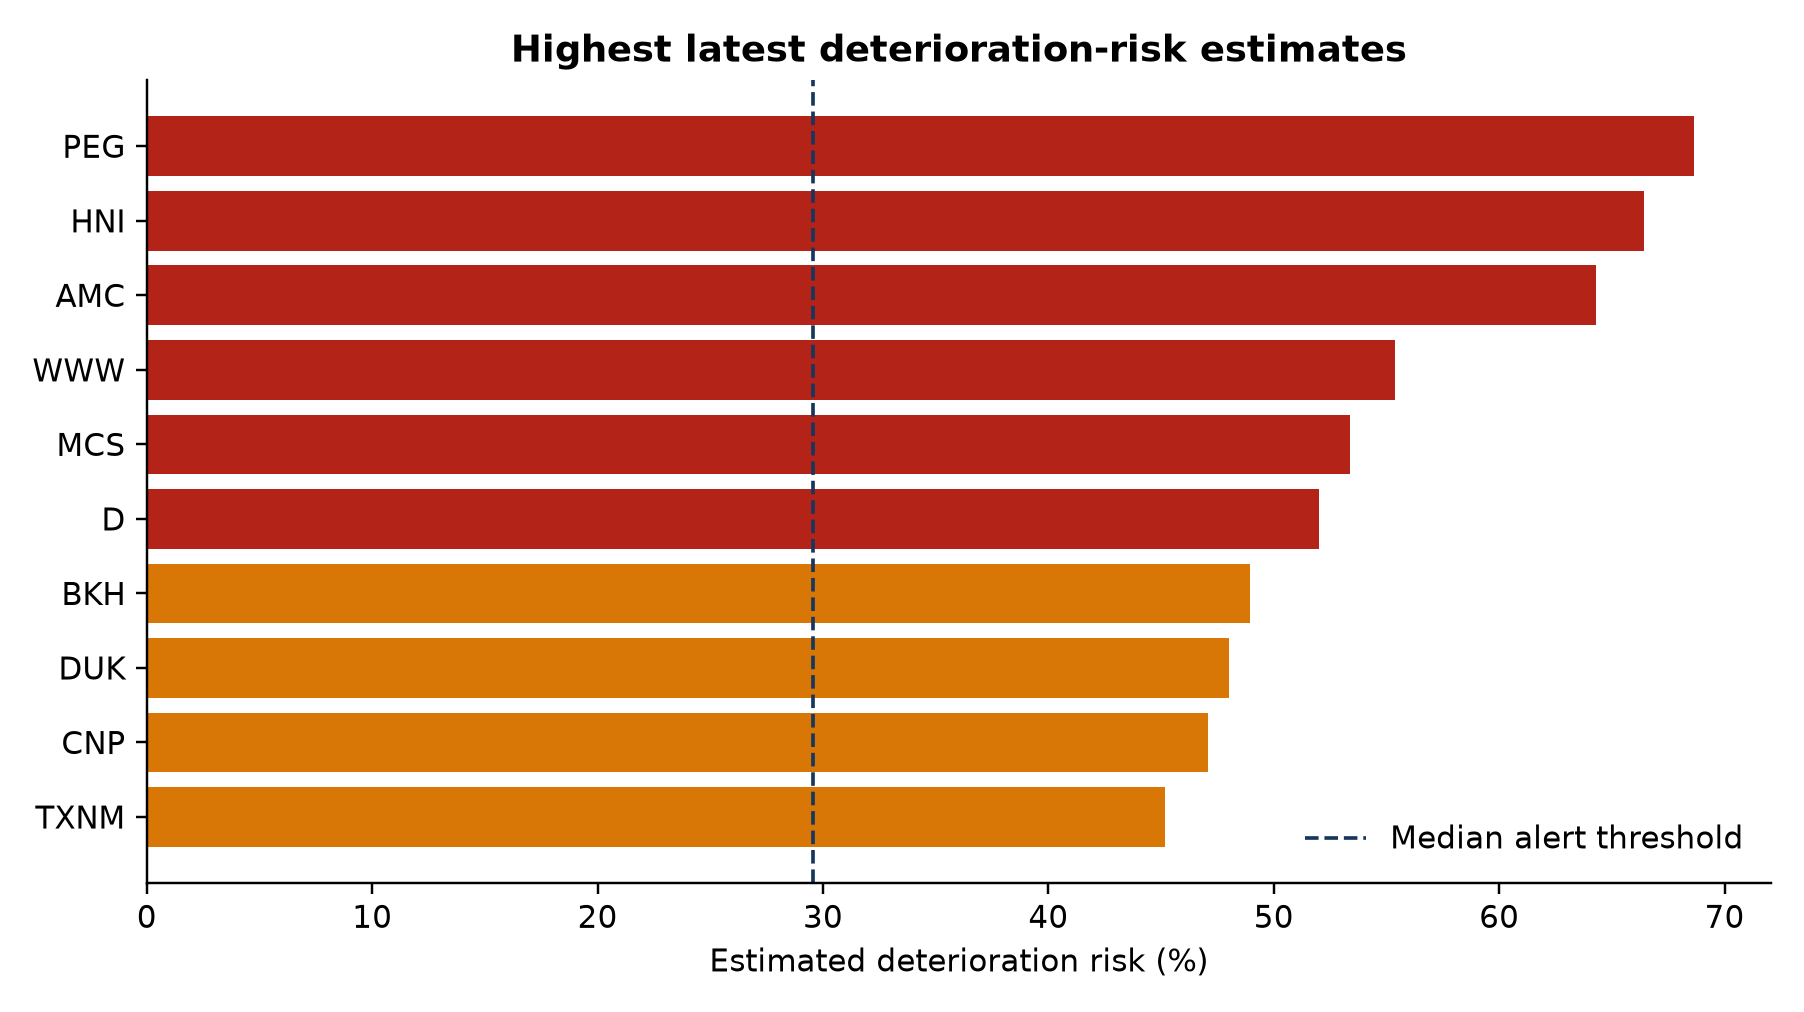 Highest latest deterioration-risk estimates
PEG
HNI
AMC
WWW
MCS
D
BKH
DUK
CNP
TXNM
Median alert threshold
0 10 20 30 40 50 60 70
Estimated deterioration risk (%)